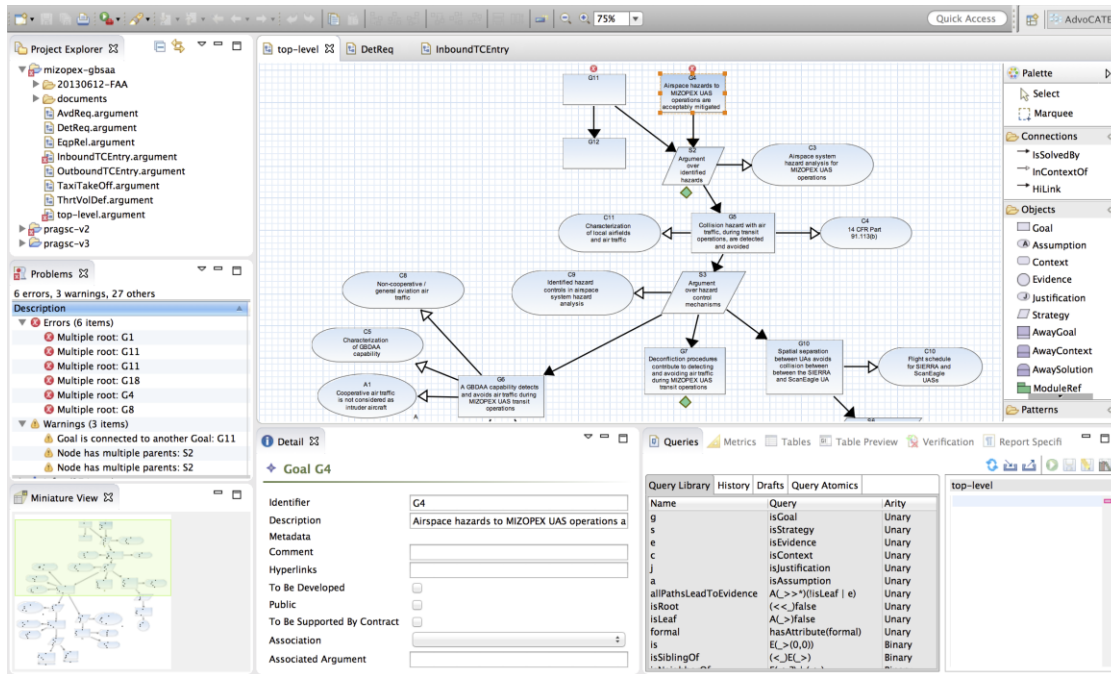 75%
Quick Access
AdvoCATE
Project Explorer
mizopex-gbsaa
20130612-FAA
documents
AvdReq.argument
DetReq.argument
EqpRel.argument
InboundTCEntry.argument
OutboundTCEntry.argument
TaxiTakeOff.argument
ThrtVolDef.argument
top-level.argument
pragsc-v2
pragsc-v3
Problems
6 errors, 3 warnings, 27 others
Description
Errors (6 items)
Multiple root: G1
Multiple root: G11
Multiple root: G11
Multiple root: G18
Multiple root: G4
Multiple root: G8
Warnings (3 items)
Goal is connected to another Goal: G11
Node has multiple parents: S2
Node has multiple parents: S2
Miniature View
top-level
DetReq
InboundTCEntry
G11
G4
Airspace hazards to
MIZOPEX UAS
operations are
acceptably mitigated
G12
S2
Argument
over
identified
hazards
C3
Airspace system
hazard analysis for
MIZOPEX UAS
operations
C11
Characterization
of local airfields
and air traffic
G5
Collision hazard with air
traffic, during transit
operations, are detected
and avoided
C4
14 CFR Part
91.113(b)
C8
Non-cooperative /
general aviation air
traffic
C9
Identified hazard
controls in airspace
system hazard
analysis
S3
Argument
over hazard
control
mechanisms
C5
Characterization
of GBDAA
capability
A1
Cooperative air traffic
is not considered as
intruder aircraft
A
G6
A GBDAA capability detects
and avoids air traffic during
MIZOPEX UAS transit
operations
G7
Deconfliction procedures
contribute to detecting
and avoiding air traffic
during MIZOPEX UAS
transit operations
G10
Spatial separation
between UAs avoids
collision between
between the SIERRA
and ScanEagle UA
C10
Flight schedule
for SIERRA and
ScanEagle
UASs
Palette
Select
Marquee
Connections
IsSolvedBy
InContextOf
HiLink
Objects
Goal
Assumption
Context
Evidence
Justification
Strategy
AwayGoal
AwayContext
AwaySolution
ModuleRef
Patterns
Detail
Goal G4
Identifier
G4
Description
Airspace hazards to MIZOPEX UAS operations a
Metadata
Comment
Hyperlinks
To Be Developed
Public
To Be Supported By Contract
Association
Associated Argument
Queries
Metrics
Tables
Table Preview
Verification
Report Specifi
Query Library
History
Drafts
Query Atomics
Name Query Arity
g isGoal Unary
s isStrategy Unary
e isEvidence Unary
c isContext Unary
j isJustification Unary
a isAssumption Unary
allPathsLeadToEvidence A(_>>*)(!isLeaf | e) Unary
isRoot (<<_)false Unary
isLeaf A(_>)false Unary
formal hasAttribute(formal) Unary
is E(_>(0,0)) Binary
isSiblingOf (<_)E(_>) Binary
top-level